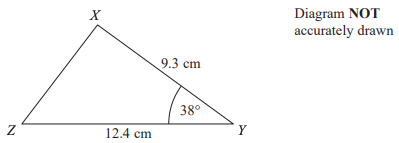 X
Diagram NOT
accurately drawn
9.3 cm
38°
Z
12.4 cm
Y